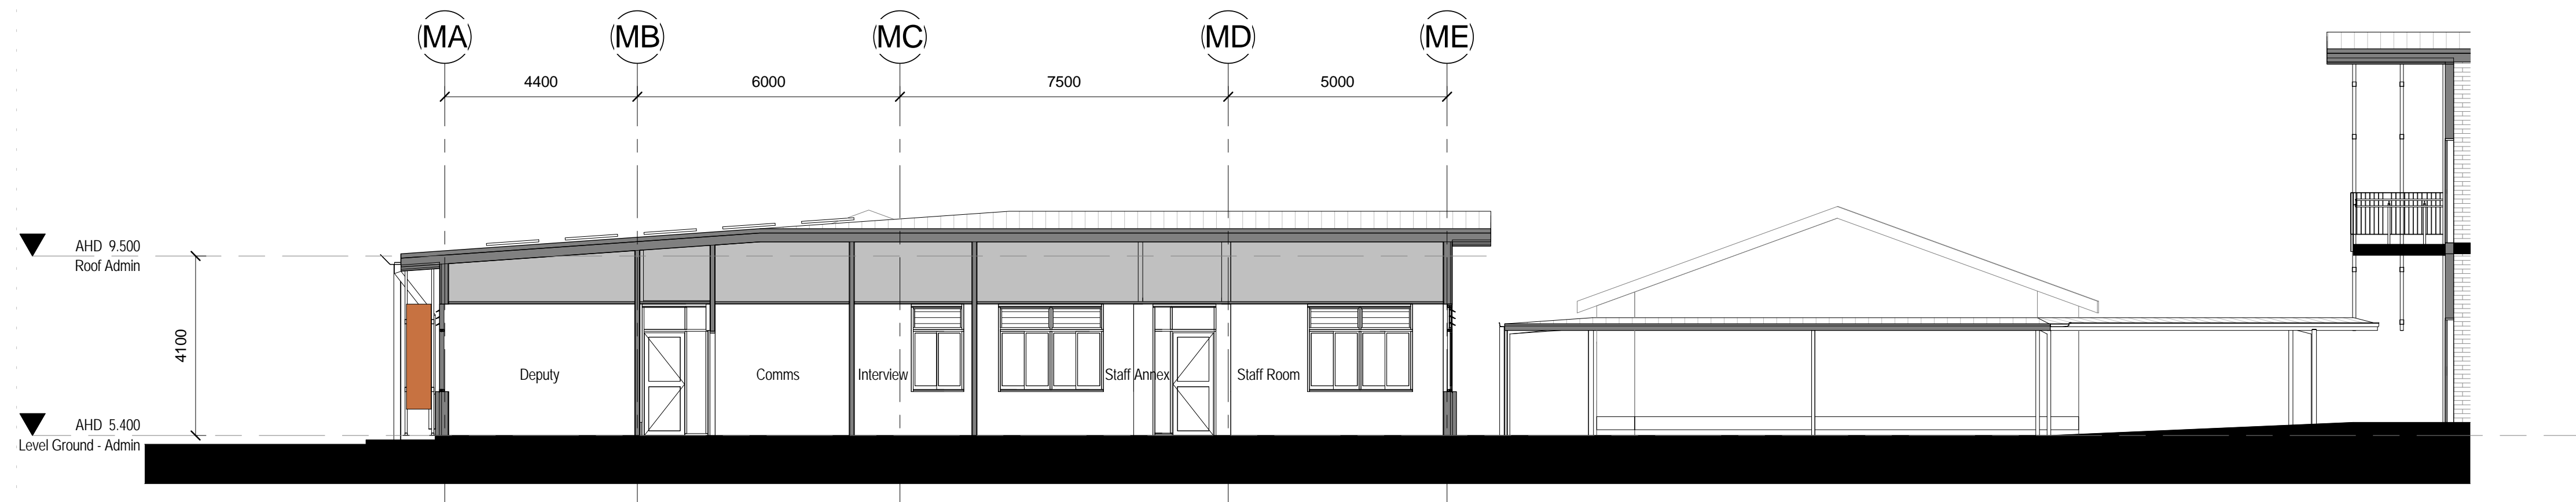 MA MB MC MD ME
4400 6000 7500 5000
AHD 9.500
Roof Admin
4100
Deputy Comms Interview Staff Annex Staff Room
AHD 5.400
Level Ground - Admin